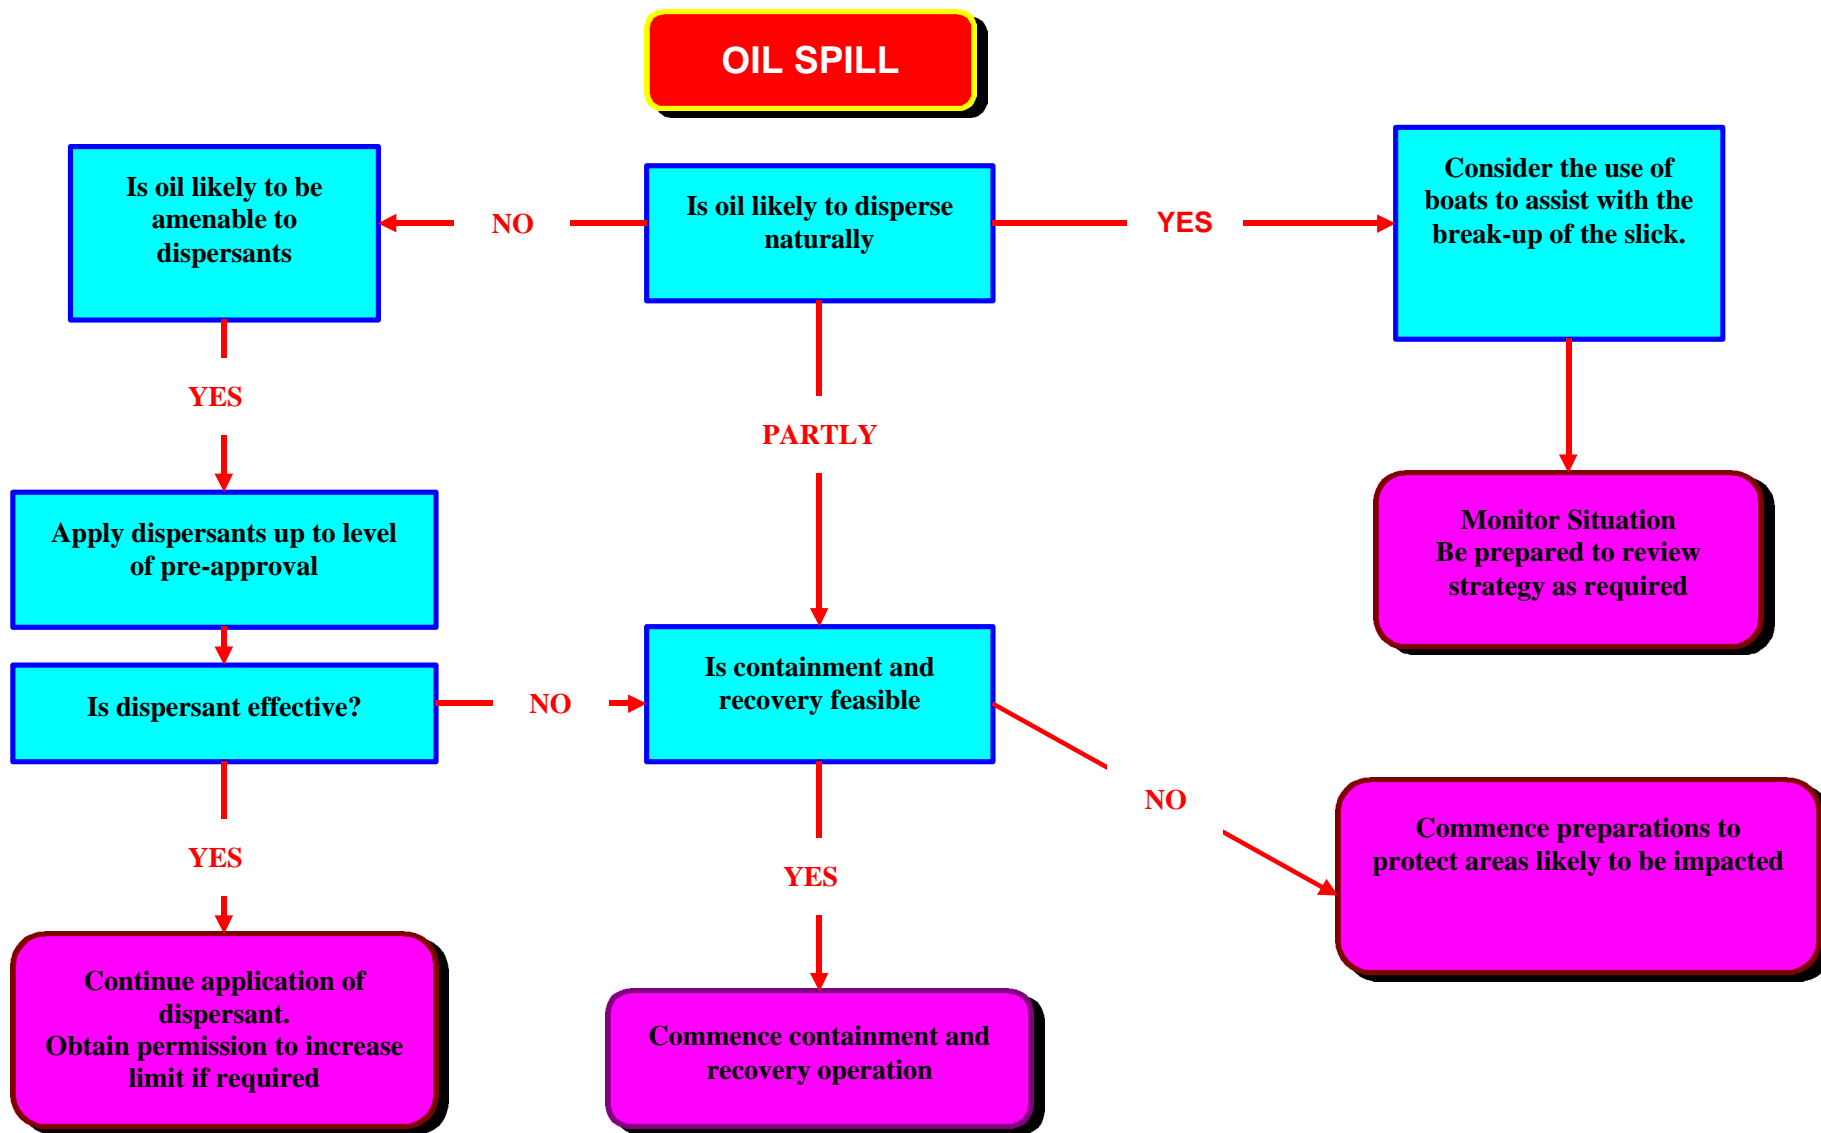 OIL SPILL
Is oil likely to be
amenable to
dispersants
NO
Is oil likely to disperse
naturally
YES
Consider the use of
boats to assist with the
break-up of the slick.
YES
PARTLY
Apply dispersants up to level
of pre-approval
Monitor Situation
Be prepared to review
strategy as required
Is dispersant effective?
NO
Is containment and
recovery feasible
NO
Commence preparations to
protect areas likely to be impacted
YES
YES
Continue application of
dispersant.
Obtain permission to increase
limit if required
Commence containment and
recovery operation